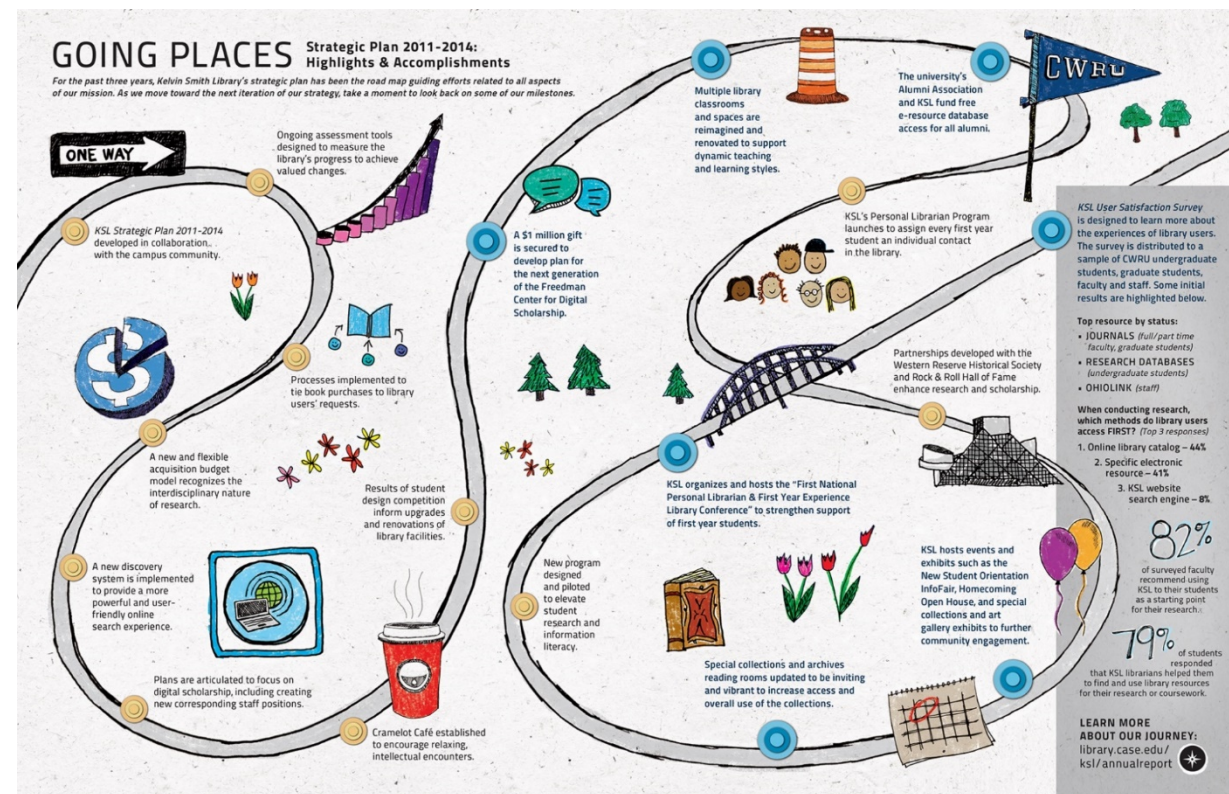 GOING PLACES
Strategic Plan 2011-2014:
Highlights & Accomplishments
For the past three years, Kelvin Smith Library's strategic plan has been the road map guiding efforts related to all aspects
of our mission. As we move toward the next iteration of our strategy, take a moment to look back on some of our milestones.
ONE WAY
KSL Strategic Plan 2011-2014
developed in collaboration
with the campus community.
Ongoing assessment tools
designed to measure the
library's progress to achieve
valued changes.
Processes implemented to
tie book purchases to library
users' requests.
$
A new and flexible
acquisition budget
model recognizes the
interdisciplinary nature
of research.
A new discovery
system is implemented
to provide a more
powerful and user-
friendly online
search experience.
Plans are articulated to focus on
digital scholarship, including creating
new corresponding staff positions.
Cramelot Café established
to encourage relaxing,
intellectual encounters.
Results of student
design competition
inform upgrades
and renovations of
library facilities.
A $1 million gift
is secured to
develop plan for
the next generation
of the Freedman
Center for Digital
Scholarship.
Multiple library
classrooms
and spaces are
reimagined and
renovated to support
dynamic teaching
and learning styles.
The university's
Alumni Association
and KSL fund free
e-resource database
access for all alumni.
CWRU
KSL's Personal Librarian Program
launches to assign every first year
student an individual contact
in the library.
Partnerships developed with the
Western Reserve Historical Society
and Rock & Roll Hall of Fame
enhance research and scholarship.
KSL hosts events and
exhibits such as the
New Student Orientation
InfoFair, Homecoming
Open House, and special
collections and art
gallery exhibits to further
community engagement.
Special collections and archives
reading rooms updated to be inviting
and vibrant to increase access and
overall use of the collections.
New program
designed
and piloted
to elevate
student
research and
information
literacy.
KSL organizes and hosts the "First National
Personal Librarian & First Year Experience
Library Conference" to strengthen support
of first year students.
KSL User Satisfaction Survey
is designed to learn more about
the experiences of library users.
The survey is distributed to a
sample of CWRU undergraduate
students, graduate students,
faculty and staff. Some initial
results are highlighted below.
Top resource by status:
• JOURNALS (full/part time
faculty, graduate students)
• RESEARCH DATABASES
(undergraduate students)
• OHIOLINK (staff)
When conducting research,
which methods do library users
access FIRST? (Top 3 responses)
1. Online library catalog – 44%
2. Specific electronic
resource – 41%
3. KSL website
search engine – 8%
82%
of surveyed faculty
recommend using
KSL to their students
as a starting point
for their research.
79% of students
responded
that KSL librarians helped them
to find and use library resources
for their research or coursework.
LEARN MORE
ABOUT OUR JOURNEY:
library.case.edu/
ksl/annualreport